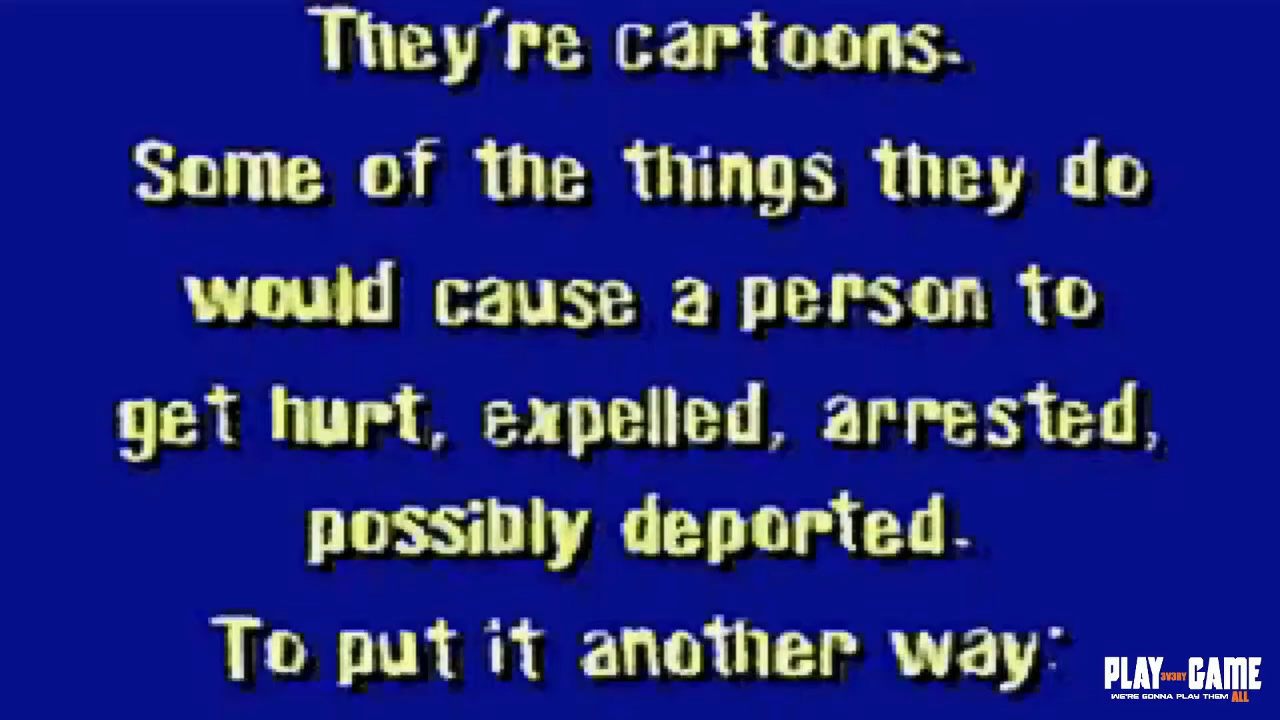 They're cartoons.
Some of the things they do
would cause a person to
get hurt, expelled, arrested,
possibly deported.
To put it another way:
PLAY 3V3RY GAME
WE'RE GONNA PLAY THEM ALL